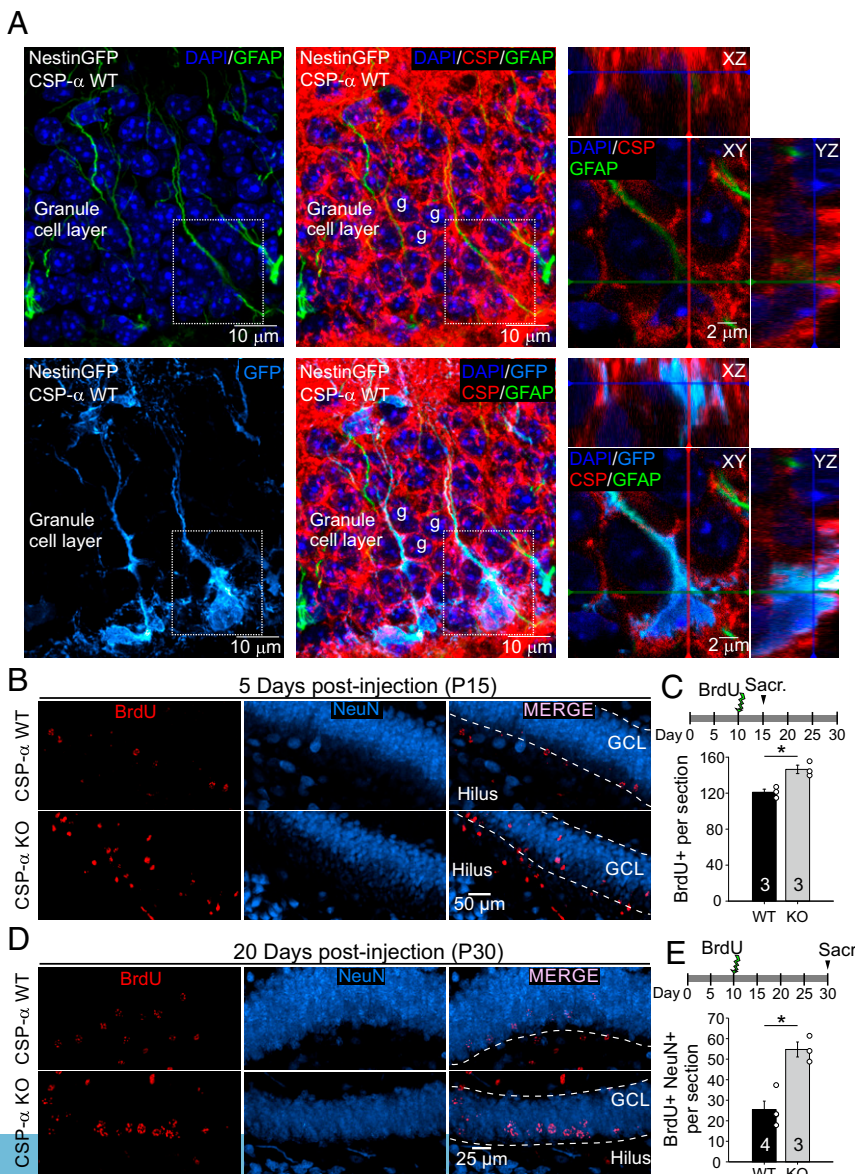 A
NestinGFP
CSP-α WT
DAPI/GFAP
Granule
cell layer
10 μm
NestinGFP
CSP-α WT
DAPI/CSP/GFAP
g
g
g
g
Granule
cell layer
10 μm
XZ
DAPI/CSP
GFAP
XY
YZ
2 μm
NestinGFP
CSP-α WT
GFP
Granule
cell layer
10 μm
NestinGFP
CSP-α WT
DAPI/GFP
CSP/GFAP
g
g
g
Granule
cell layer
10 μm
XZ
DAPI/GFP
CSP/GFAP
XY
YZ
2 μm
B
5 Days post-injection (P15)
CSP-α WT
BrdU
NeuN
MERGE
GCL
Hilus
CSP-α KO
Hilus
GCL
50 μm
C
BrdU
Sacr.
Day 0 5 10 15 20 25 30
BrdU+ per section
160
120
80
40
0
*
3
3
WT
KO
D
20 Days post-injection (P30)
CSP-α WT
BrdU
NeuN
MERGE
CSP-α KO
GCL
25 μm
Hilus
E
BrdU
Sacr
Day 0 5 10 15 20 25 30
BrdU+ NeuN+
per section
70
60
50
40
30
20
10
0
*
4
3
WT
KO